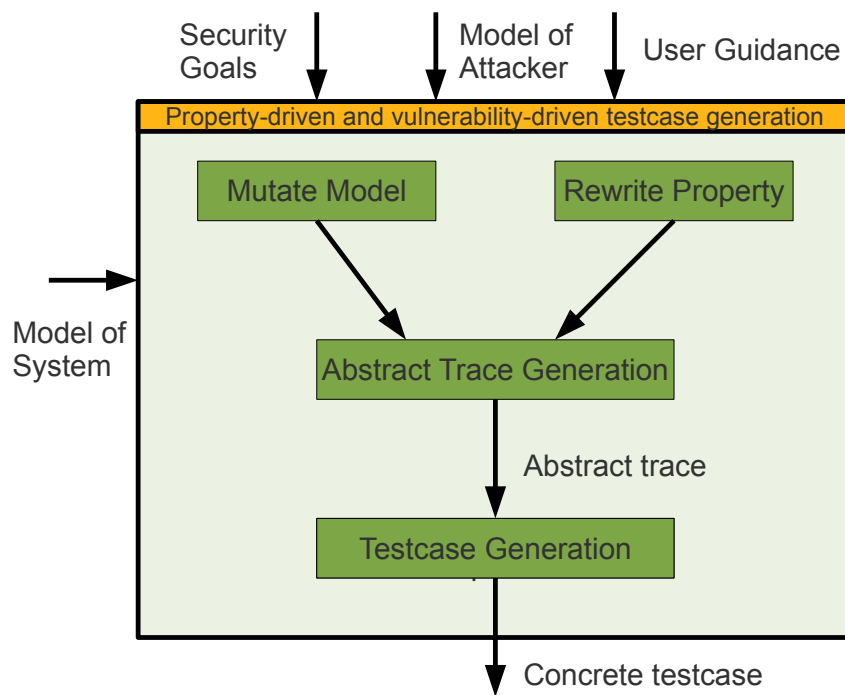 Security
Goals
Model of
Attacker
User Guidance
Property-driven and vulnerability-driven testcase generation
Mutate Model
Rewrite Property
Model of
System
Abstract Trace Generation
Abstract trace
Testcase Generation
Concrete testcase